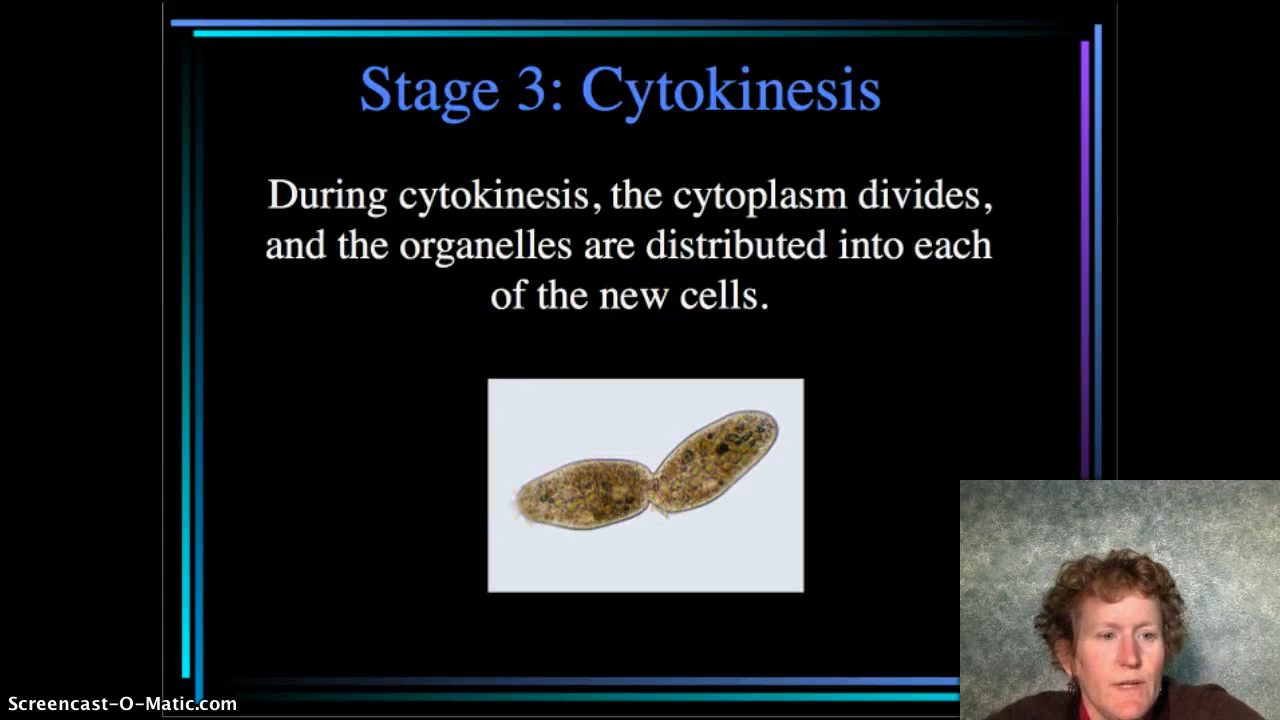 Stage 3: Cytokinesis
During cytokinesis, the cytoplasm divides,
and the organelles are distributed into each
of the new cells.
Screencast-O-Matic.com